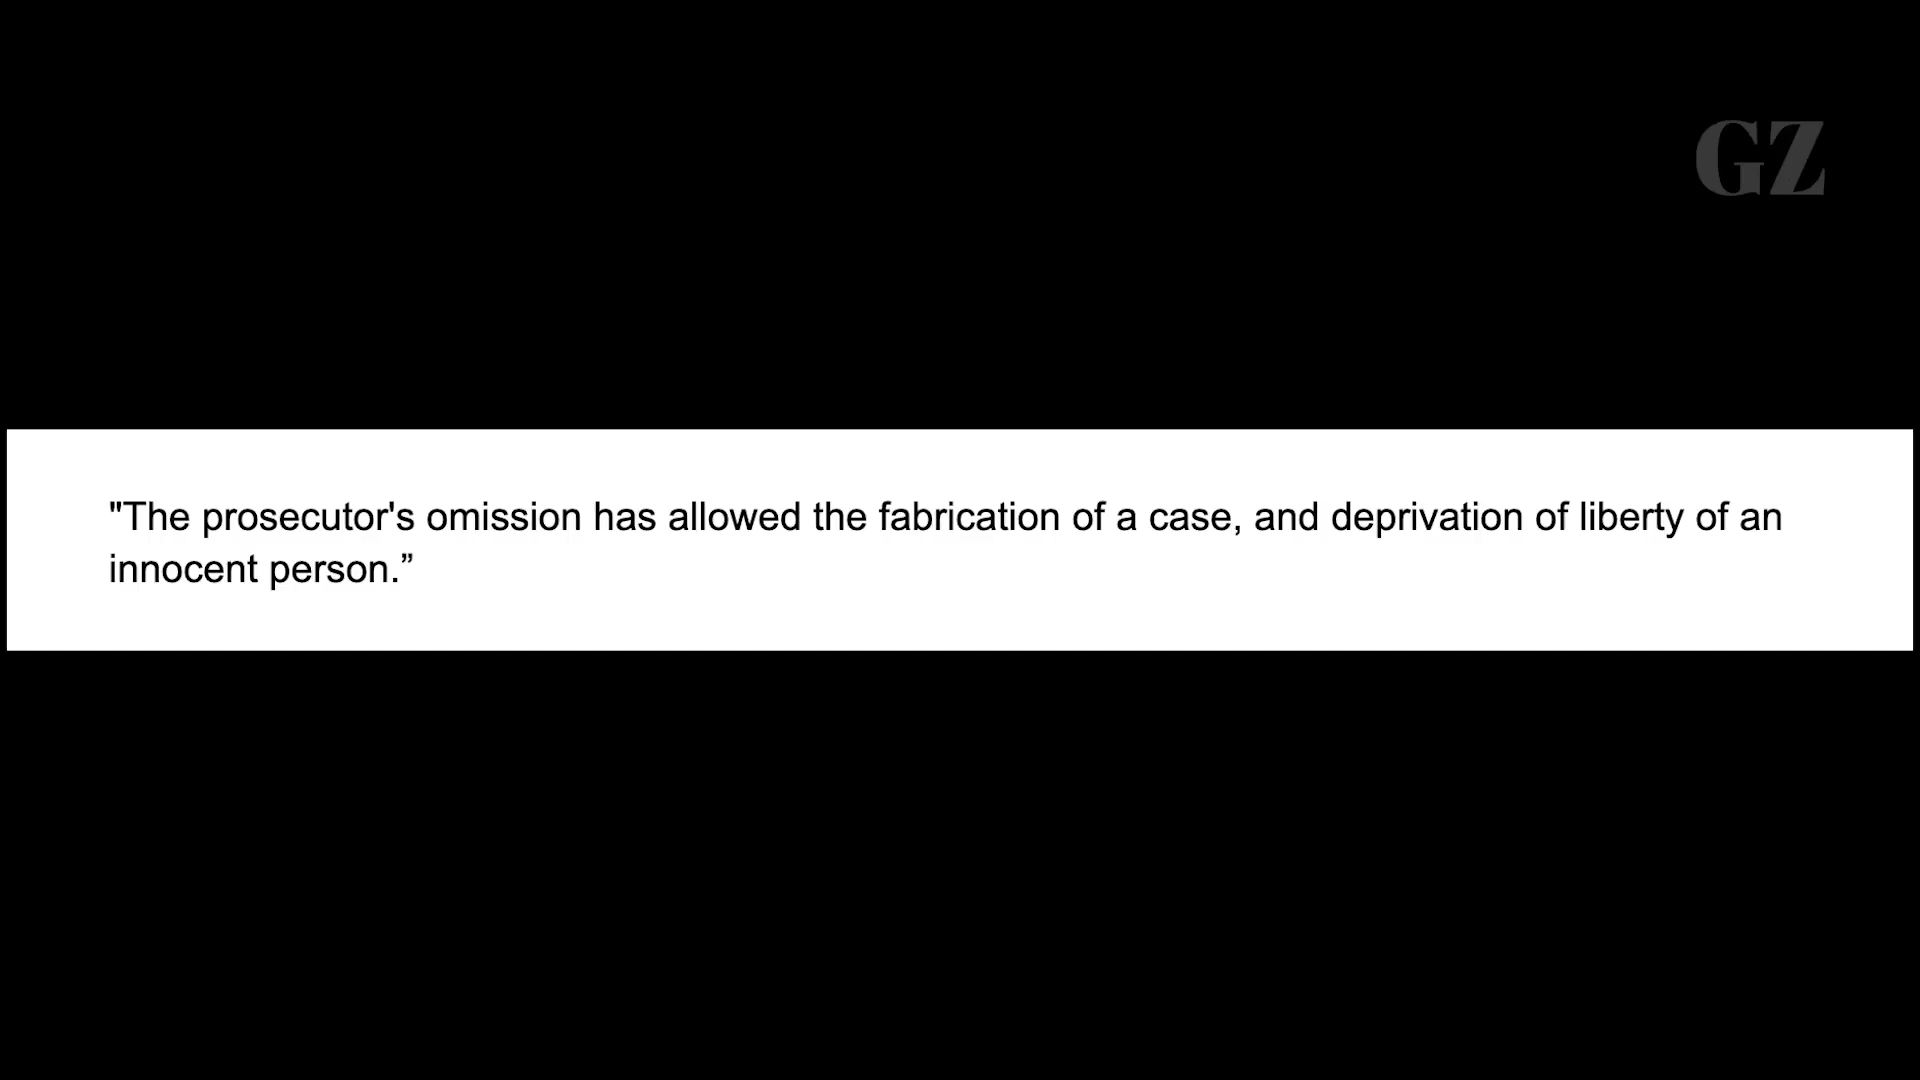 GZ
"The prosecutor's omission has allowed the fabrication of a case, and deprivation of liberty of an
innocent person.”